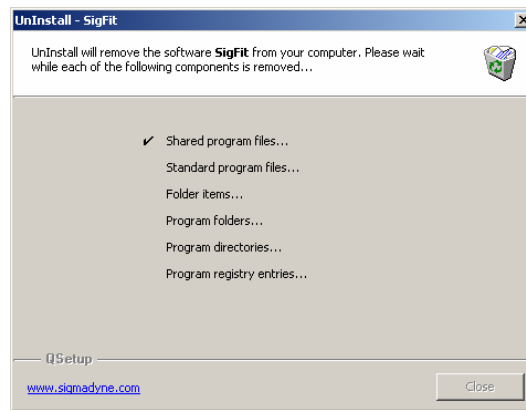 UnInstall - SigFit
UnInstall will remove the software SigFit from your computer. Please wait
while each of the following components is removed...
Shared program files...
Standard program files...
Folder items...
Program folders...
Program directories...
Program registry entries...
QSetup
www.sigmadyne.com
Close